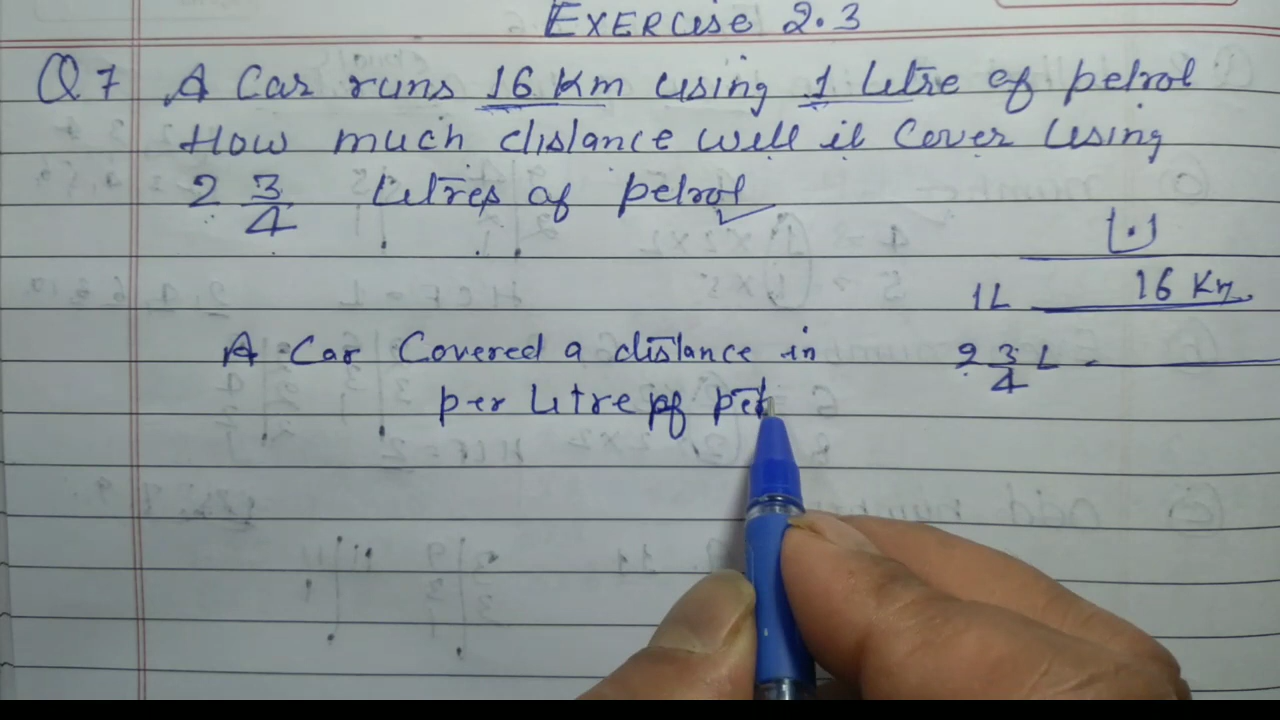 Exercise 2.3
Q7 A Car runs 16 Km using 1 litre of petrol
How much distance will it cover using
2 3/4 litres of petrol
1L 16 Km
A Car Covered a distance in
2 3/4 L
per litre of pet